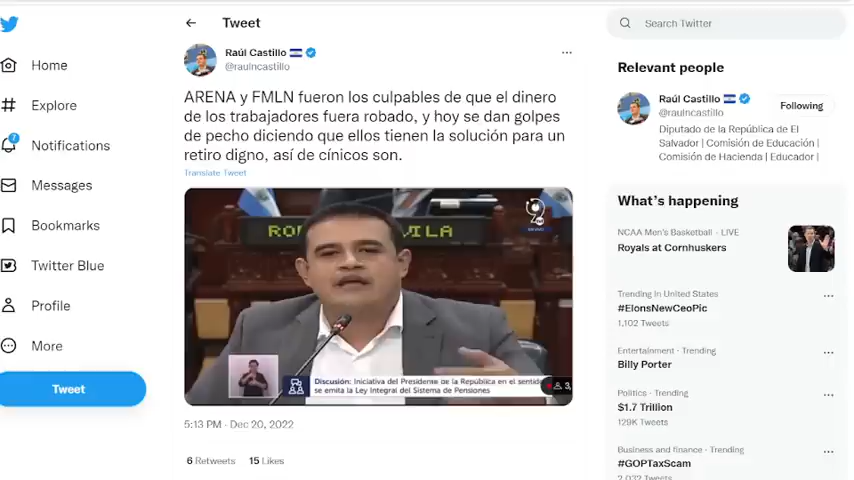 Tweet
Search Twitter
Home
Explore
7
Notifications
Messages
Bookmarks
Twitter Blue
Profile
More
Tweet
Raúl Castillo
@raulncastillo
ARENA y FMLN fueron los culpables de que el dinero
de los trabajadores fuera robado, y hoy se dan golpes
de pecho diciendo que ellos tienen la solución para un
retiro digno, así de cínicos son.
Translate Tweet
VILA
Discusión: Iniciativa del Presidente de la República en el sentido
se emita la Ley Integral del Sistema de Pensiones
5:13 PM · Dec 20, 2022
6 Retweets 15 Likes
Relevant people
Raúl Castillo
@raulncastillo
Following
Diputado de la República de El
Salvador | Comisión de Educación |
Comisión de Hacienda | Educador |
What's happening
NCAA Men's Basketball · LIVE
Royals at Cornhuskers
Trending in United States
#ElonsNewCeoPic
1,102 Tweets
Entertainment · Trending
Billy Porter
Politics · Trending
$1.7 Trillion
129K Tweets
Business and finance · Trending
#GOPTaxScam
2,032 Tweets